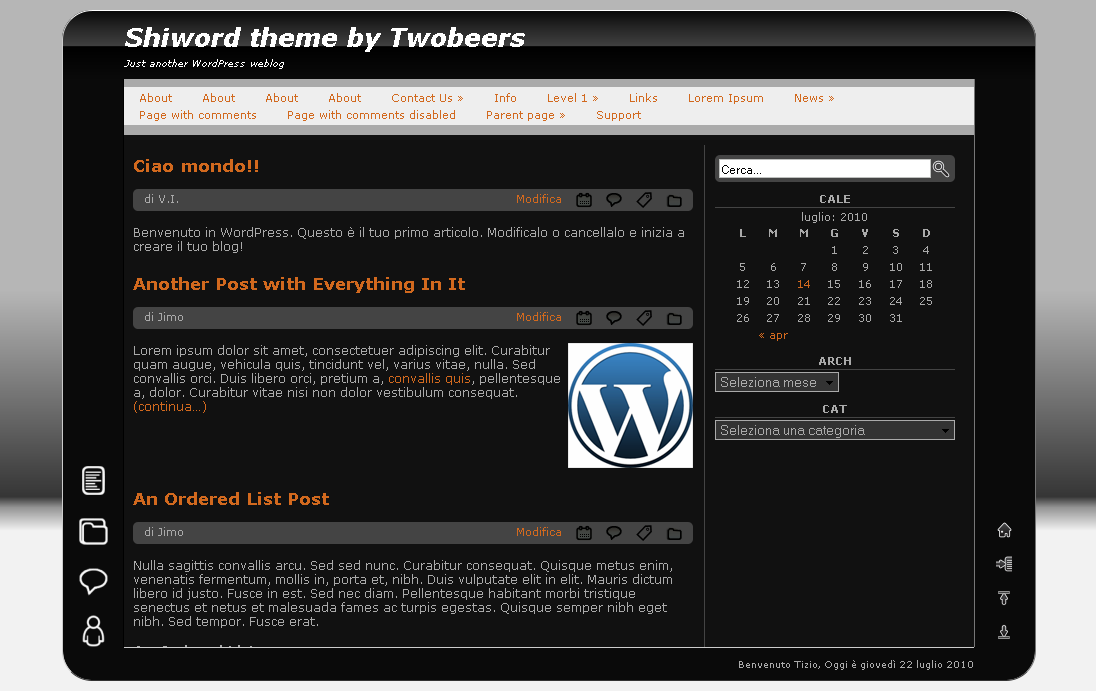 Shiword theme by Twobeers
Just another WordPress weblog
About About About About Contact Us » Info Level 1 » Links Lorem Ipsum News »
Page with comments Page with comments disabled Parent page » Support
Ciao mondo!!
di V.I. Modifica
Benvenuto in WordPress. Questo è il tuo primo articolo. Modificalo o cancellalo e inizia a
creare il tuo blog!
Another Post with Everything In It
di Jimo Modifica
Lorem ipsum dolor sit amet, consectetuer adipiscing elit. Curabitur
quam augue, vehicula quis, tincidunt vel, varius vitae, nulla. Sed
convallis orci. Duis libero orci, pretium a, convallis quis, pellentesque
a, dolor. Curabitur vitae nisi non dolor vestibulum consequat.
(continua...)
W
An Ordered List Post
di Jimo Modifica
Nulla sagittis convallis arcu. Sed sed nunc. Curabitur consequat. Quisque metus enim,
venenatis fermentum, mollis in, porta et, nibh. Duis vulputate elit in elit. Mauris dictum
libero id justo. Fusce in est. Sed nec diam. Pellentesque habitant morbi tristique
senectus et netus et malesuada fames ac turpis egestas. Quisque semper nibh eget
nibh. Sed tempor. Fusce erat.
Cerca...
CALE
luglio: 2010
L M M G V S D
1 2 3 4
5 6 7 8 9 10 11
12 13 14 15 16 17 18
19 20 21 22 23 24 25
26 27 28 29 30 31
« apr
ARCH
Seleziona mese
CAT
Seleziona una categoria
Benvenuto Tizio, Oggi è giovedì 22 luglio 2010